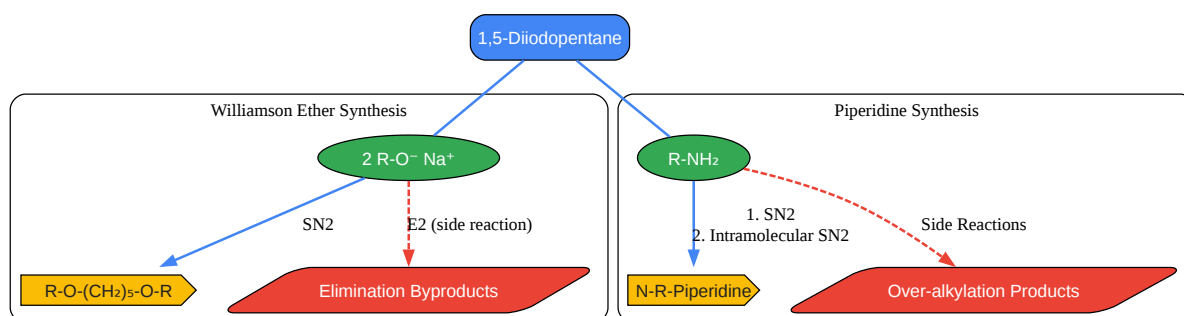 1,5-Diiodopentane
Williamson Ether Synthesis
Piperidine Synthesis
2 R-O⁻ Na⁺
R-NH₂
SN2
E2 (side reaction)
1. SN2
2. Intramolecular SN2
Side Reactions
R-O-(CH₂)₅-O-R
Elimination Byproducts
N-R-Piperidine
Over-alkylation Products